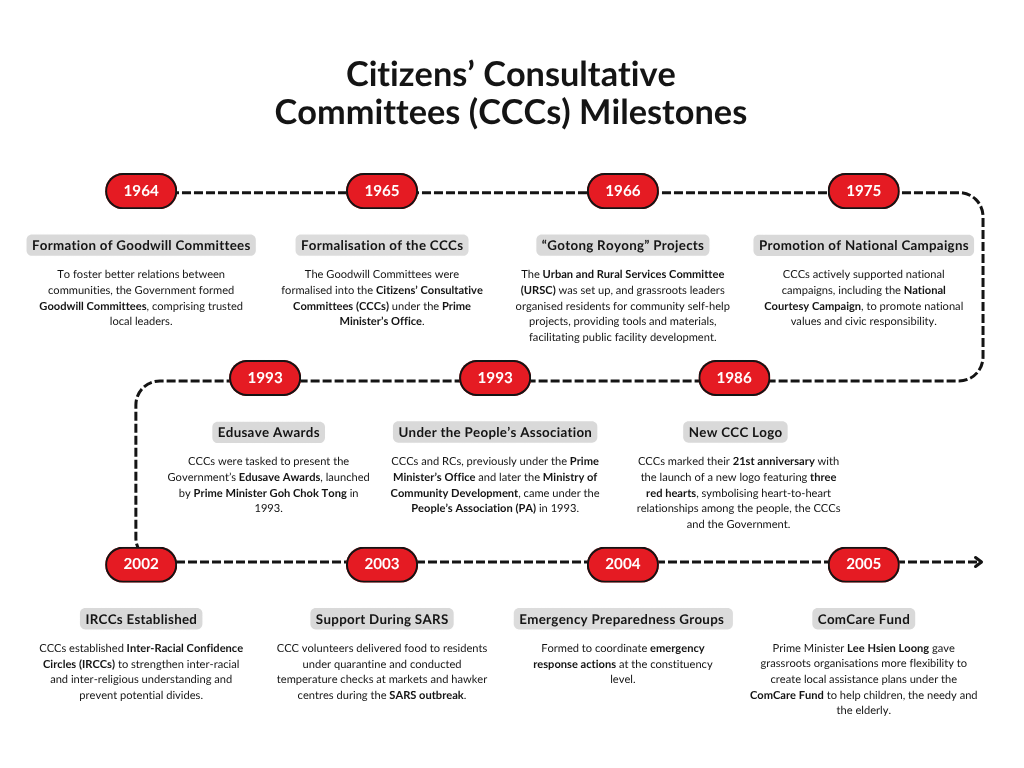 Citizens’ Consultative
Committees (CCCs) Milestones
1964
1965
1966
1975
Formation of Goodwill Committees
To foster better relations between
communities, the Government formed
Goodwill Committees, comprising trusted
local leaders.
Formalisation of the CCCs
The Goodwill Committees were
formalised into the Citizens’ Consultative
Committees (CCCs) under the Prime
Minister’s Office.
“Gotong Royong” Projects
The Urban and Rural Services Committee
(URSC) was set up, and grassroots leaders
organised residents for community self-help
projects, providing tools and materials,
facilitating public facility development.
Promotion of National Campaigns
CCCs actively supported national
campaigns, including the National
Courtesy Campaign, to promote national
values and civic responsibility.
1986
New CCC Logo
CCCs marked their 21st anniversary with
the launch of a new logo featuring three
red hearts, symbolising heart-to-heart
relationships among the people, the CCCs
and the Government.
1993
Under the People’s Association
CCCs and RCs, previously under the Prime
Minister’s Office and later the Ministry of
Community Development, came under the
People’s Association (PA) in 1993.
1993
Edusave Awards
CCCs were tasked to present the
Government’s Edusave Awards, launched
by Prime Minister Goh Chok Tong in
1993.
2002
IRCCs Established
CCCs established Inter-Racial Confidence
Circles (IRCCs) to strengthen inter-racial
and inter-religious understanding and
prevent potential divides.
2003
Support During SARS
CCC volunteers delivered food to residents
under quarantine and conducted
temperature checks at markets and hawker
centres during the SARS outbreak.
2004
Emergency Preparedness Groups
Formed to coordinate emergency
response actions at the constituency
level.
2005
ComCare Fund
Prime Minister Lee Hsien Loong gave
grassroots organisations more flexibility to
create local assistance plans under the
ComCare Fund to help children, the needy and
the elderly.